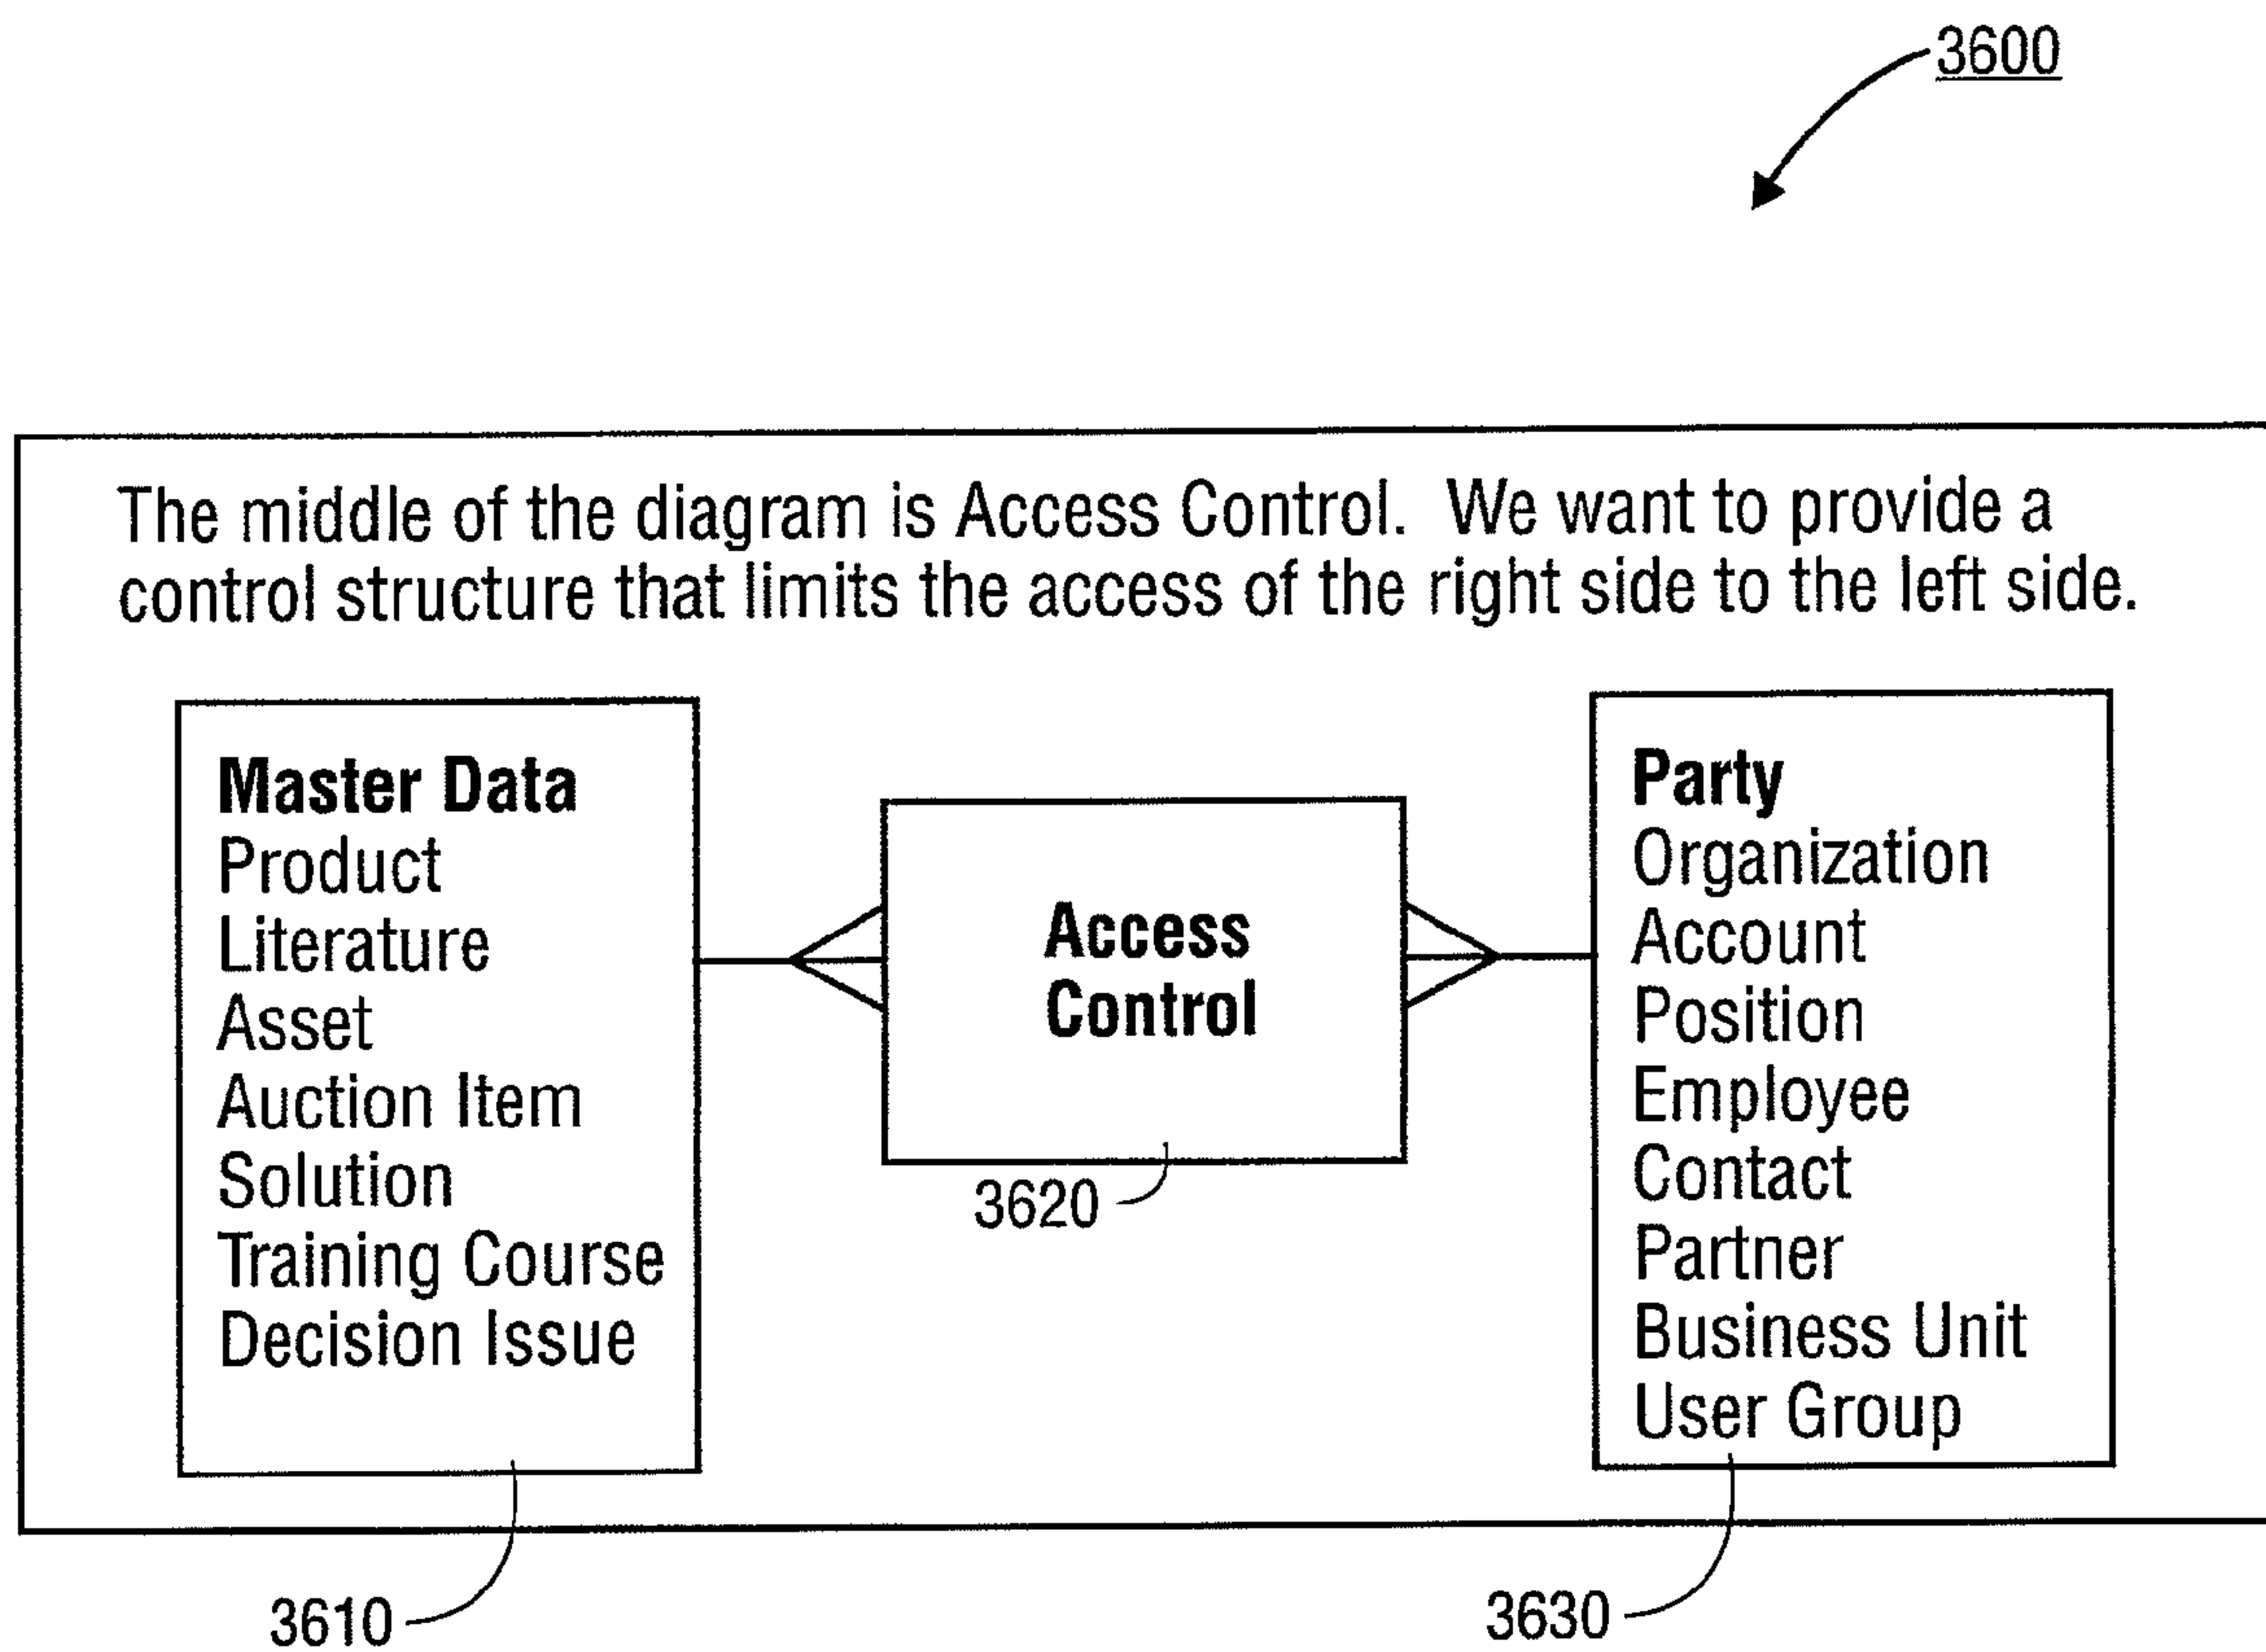 3600
The middle of the diagram is Access Control. We want to provide a
control structure that limits the access of the right side to the left side.
Master Data
Product
Literature
Asset
Auction Item
Solution
Training Course
Decision Issue
Access
Control
3620
Party
Organization
Account
Position
Employee
Contact
Partner
Business Unit
User Group
3610
3630